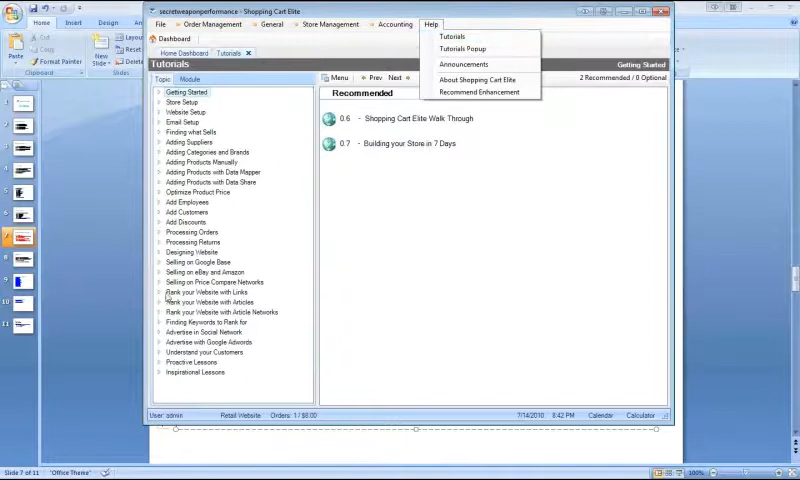 secretweaponperformance - Shopping Cart Elite
File Order Management General Store Management Accounting Help
Dashboard
Home Dashboard Tutorials
Tutorials Getting Started
Topic Module
Menu Prev Next 2 Recommended / 0 Optional
Tutorials
Tutorials Popup
Announcements
About Shopping Cart Elite
Recommend Enhancement
Recommended
0.6 - Shopping Cart Elite Walk Through
0.7 - Building your Store in 7 Days
Getting Started
Store Setup
Website Setup
Email Setup
Finding what Sells
Adding Suppliers
Adding Categories and Brands
Adding Products Manually
Adding Products with Data Mapper
Adding Products with Data Share
Optimize Product Price
Add Employees
Add Customers
Add Discounts
Processing Orders
Processing Returns
Designing Website
Selling on Google Base
Selling on eBay and Amazon
Selling on Price Compare Networks
Rank your Website with Links
Rank your Website with Articles
Rank your Website with Article Networks
Finding Keywords to Rank for
Advertise in Social Network
Advertise with Google Adwords
Understand your Customers
Proactive Lessons
Inspirational Lessons
User: admin Retail Website Orders: 1 / $8.00 7/14/2010 8:42 PM Calendar Calculator
Home Insert Design
Paste
Format Painter
New
Slide
Layout
Reset
Delete
Slide 7 of 11 "Office Theme" 100%